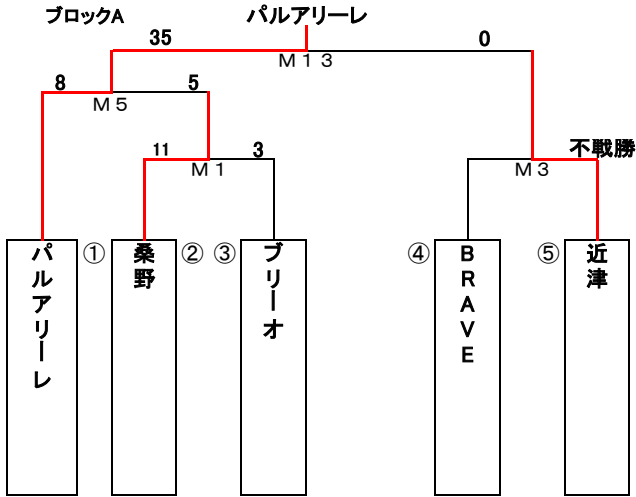 ブロックA
パルアリーレ
35
0
M13
8
5
M5
11
3
不戦勝
M1
M3
パルアリーレ
①
桑野
②
③
ブリーオ
④
BRAVE
⑤
近津